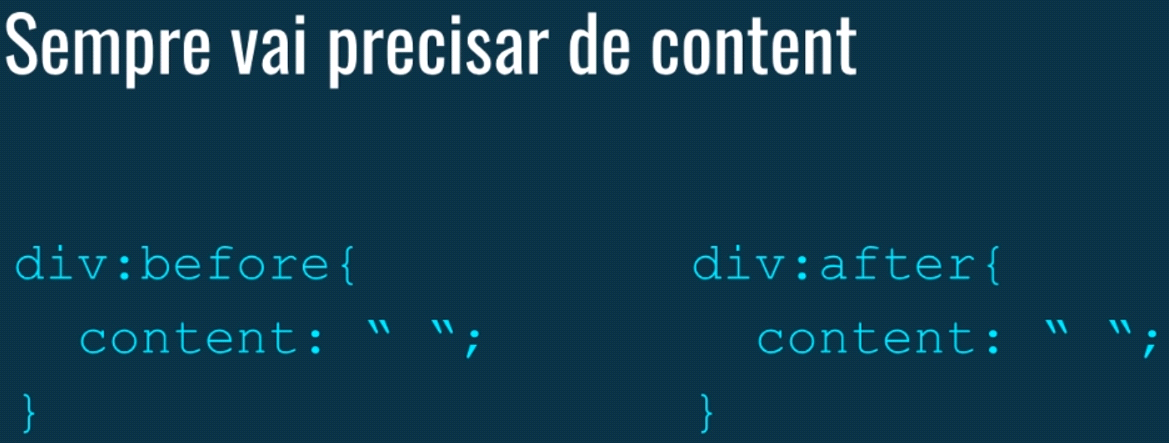 Sempre vai precisar de content
div:before{
content: “ “;
}
div:after{
content: “ “;
}